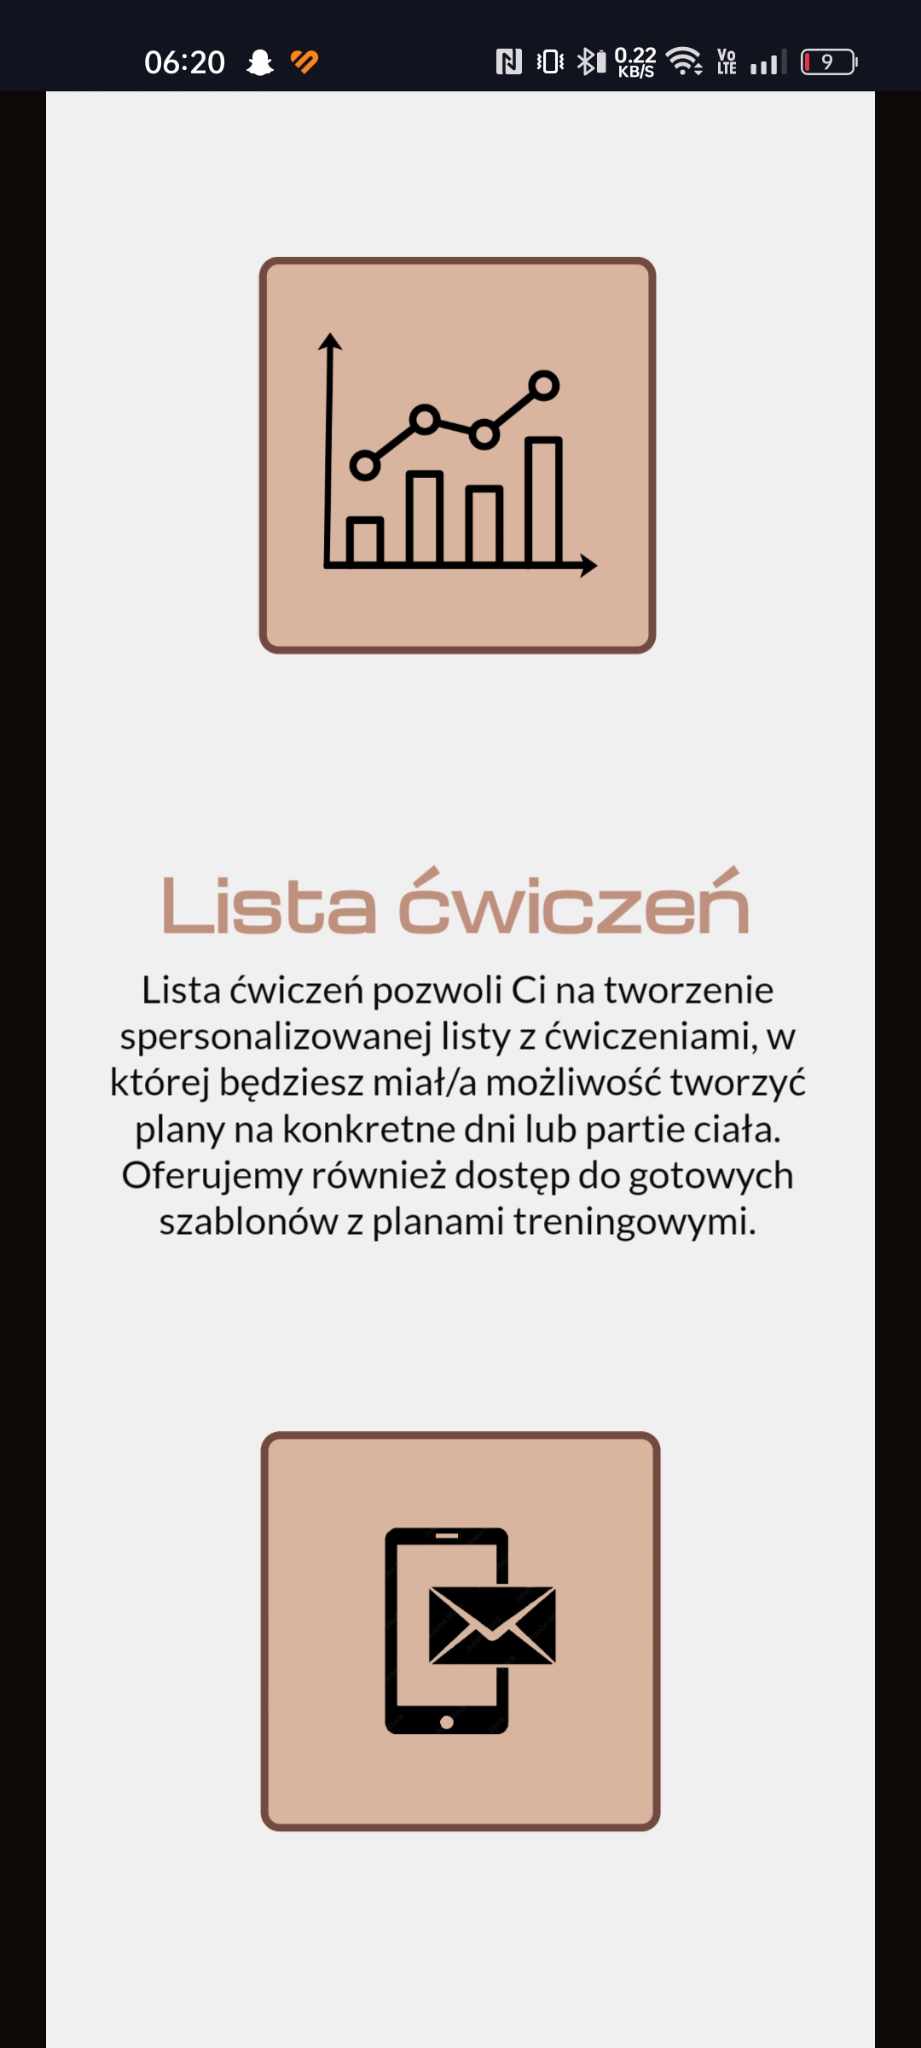 06:20
0.22
KB/S
Vo
LTE
9
Lista ćwiczeń
Lista ćwiczeń pozwoli Ci na tworzenie
spersonalizowanej listy z ćwiczeniami, w
której będziesz miał/a możliwość tworzyć
plany na konkretne dni lub partie ciała.
Oferujemy również dostęp do gotowych
szablonów z planami treningowymi.